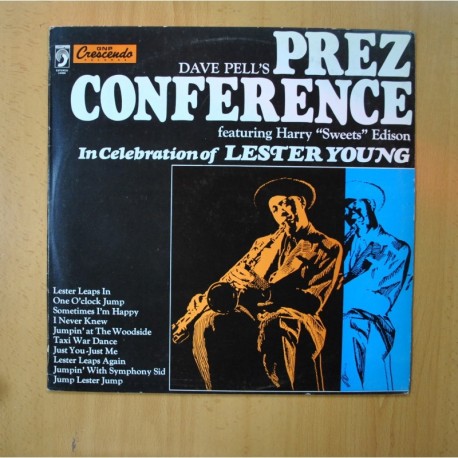 GNP
Crescendo
DAVE PELL'S
PREZ
CONFERENCE
featuring Harry "Sweets" Edison
In Celebration of LESTER YOUNG
Lester Leaps In
One O'clock Jump
Sometimes I'm Happy
I Never Knew
Jumpin' at The Woodside
Taxi War Dance
Just You-Just Me
Lester Leaps Again
Jumpin' With Symphony Sid
Jump Lester Jump